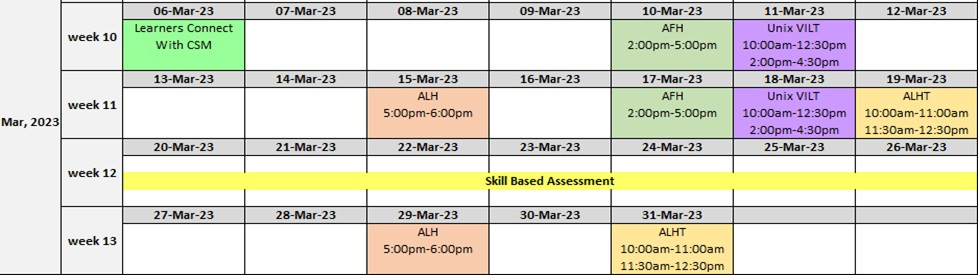 06-Mar-23 07-Mar-23 08-Mar-23 09-Mar-23 10-Mar-23 11-Mar-23 12-Mar-23
week 10
Learners Connect
With CSM
AFH
2:00pm-5:00pm
Unix VILT
10:00am-12:30pm
2:00pm-4:30pm
Mar, 2023
13-Mar-23 14-Mar-23 15-Mar-23 16-Mar-23 17-Mar-23 18-Mar-23 19-Mar-23
week 11
ALH
5:00pm-6:00pm
AFH
2:00pm-5:00pm
Unix VILT
10:00am-12:30pm
2:00pm-4:30pm
ALHT
10:00am-11:00am
11:30am-12:30pm
20-Mar-23 21-Mar-23 22-Mar-23 23-Mar-23 24-Mar-23 25-Mar-23 26-Mar-23
week 12
Skill Based Assessment
27-Mar-23 28-Mar-23 29-Mar-23 30-Mar-23 31-Mar-23
week 13
ALH
5:00pm-6:00pm
ALHT
10:00am-11:00am
11:30am-12:30pm